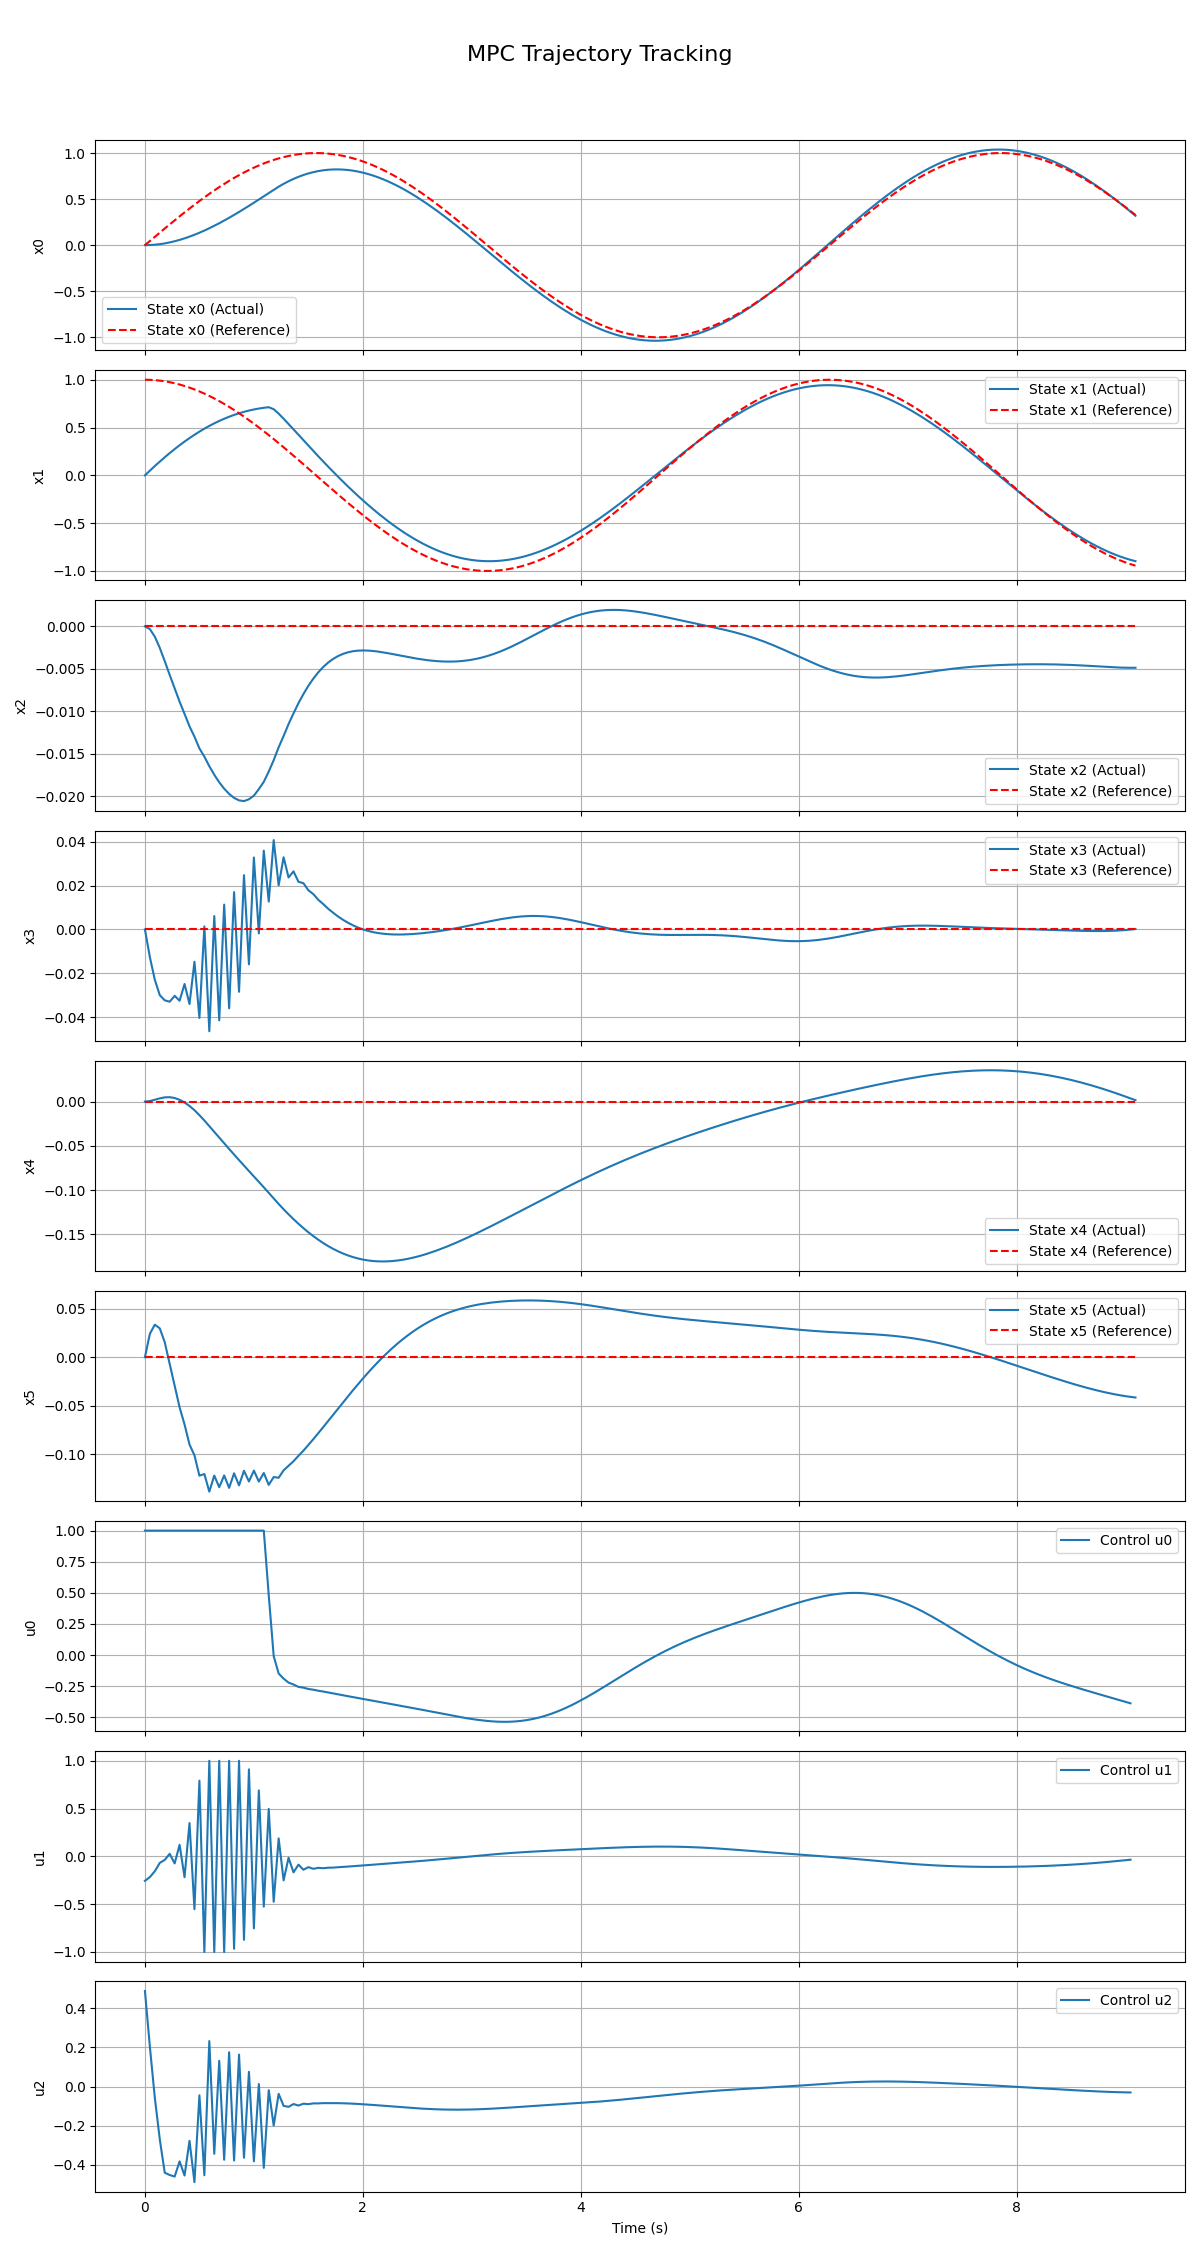 MPC Trajectory Tracking
1.0
0.5
0.0
−0.5
−1.0
x0
State x0 (Actual)
State x0 (Reference)
1.0
0.5
0.0
−0.5
−1.0
x1
State x1 (Actual)
State x1 (Reference)
0.000
−0.005
−0.010
−0.015
−0.020
x2
State x2 (Actual)
State x2 (Reference)
0.04
0.02
0.00
−0.02
−0.04
x3
State x3 (Actual)
State x3 (Reference)
0.00
−0.05
−0.10
−0.15
x4
State x4 (Actual)
State x4 (Reference)
0.05
0.00
−0.05
−0.10
x5
State x5 (Actual)
State x5 (Reference)
1.00
0.75
0.50
0.25
0.00
−0.25
−0.50
u0
Control u0
1.0
0.5
0.0
−0.5
−1.0
u1
Control u1
0.4
0.2
0.0
−0.2
−0.4
u2
Control u2
0 2 4 6 8
Time (s)